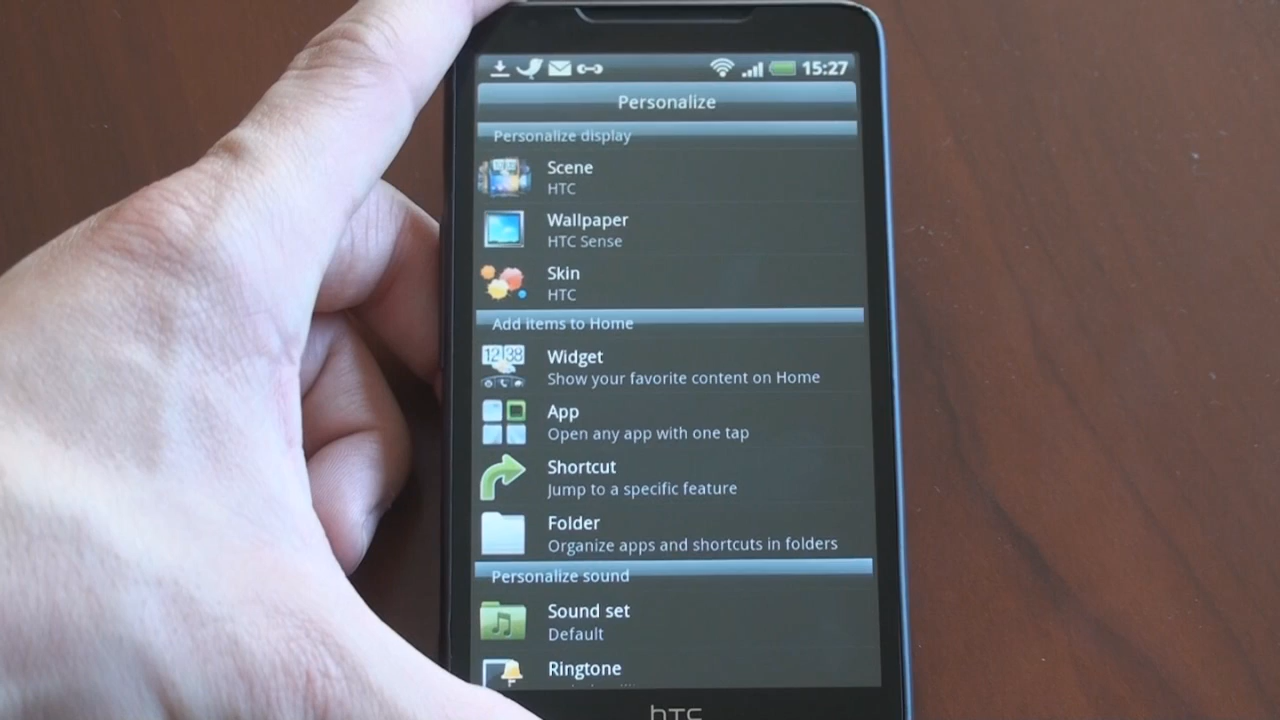 15:27
Personalize
Personalize display
Scene
HTC
Wallpaper
HTC Sense
Skin
HTC
Add items to Home
12 38
Widget
Show your favorite content on Home
App
Open any app with one tap
Shortcut
Jump to a specific feature
Folder
Organize apps and shortcuts in folders
Personalize sound
Sound set
Default
Ringtone
hTC